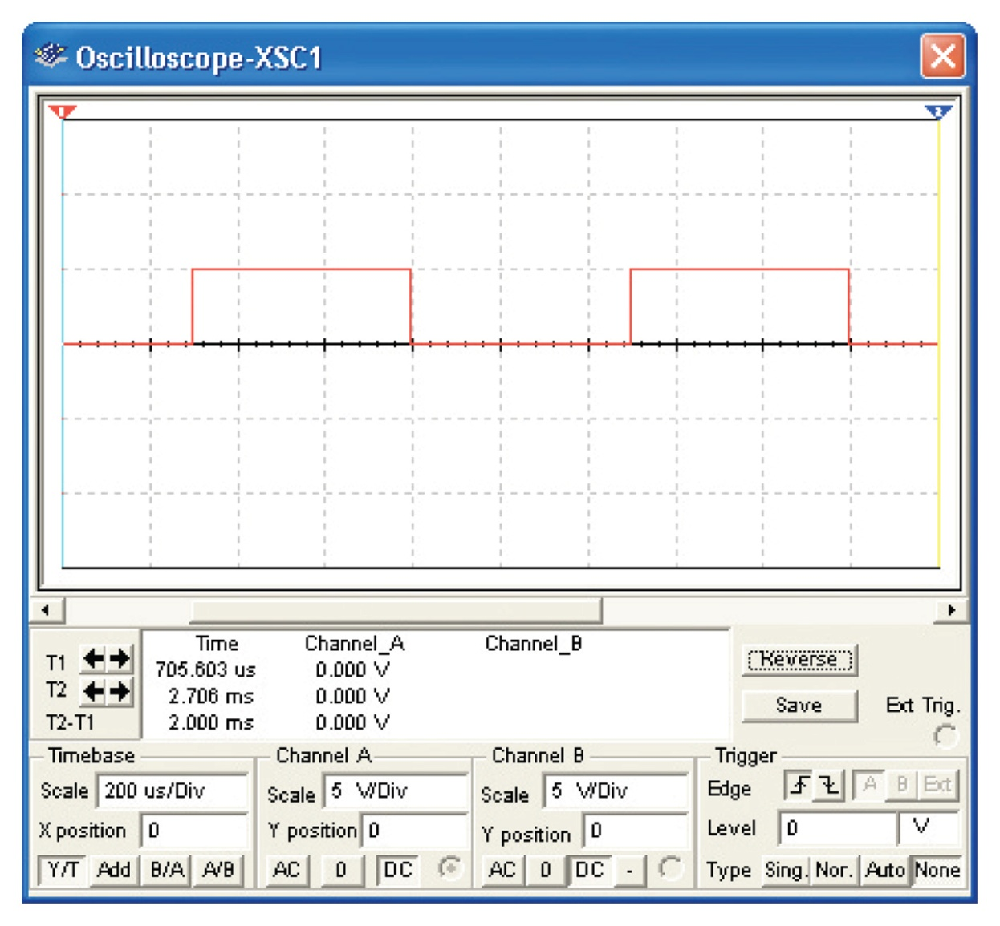 Oscilloscope-XSC1
1 2
Time Channel_A Channel_B
T1 705.603 us 0.000 V
T2 2.706 ms 0.000 V
T2-T1 2.000 ms 0.000 V
Reverse
Save
Ext Trig.
Timebase
Scale 200 us/Div
X position 0
Y/T Add B/A A/B
Channel A
Scale 5 V/Div
Y position 0
AC 0 DC
Channel B
Scale 5 V/Div
Y position 0
AC 0 DC -
Trigger
Edge A B Ext
Level 0 V
Type Sing. Nor. Auto None